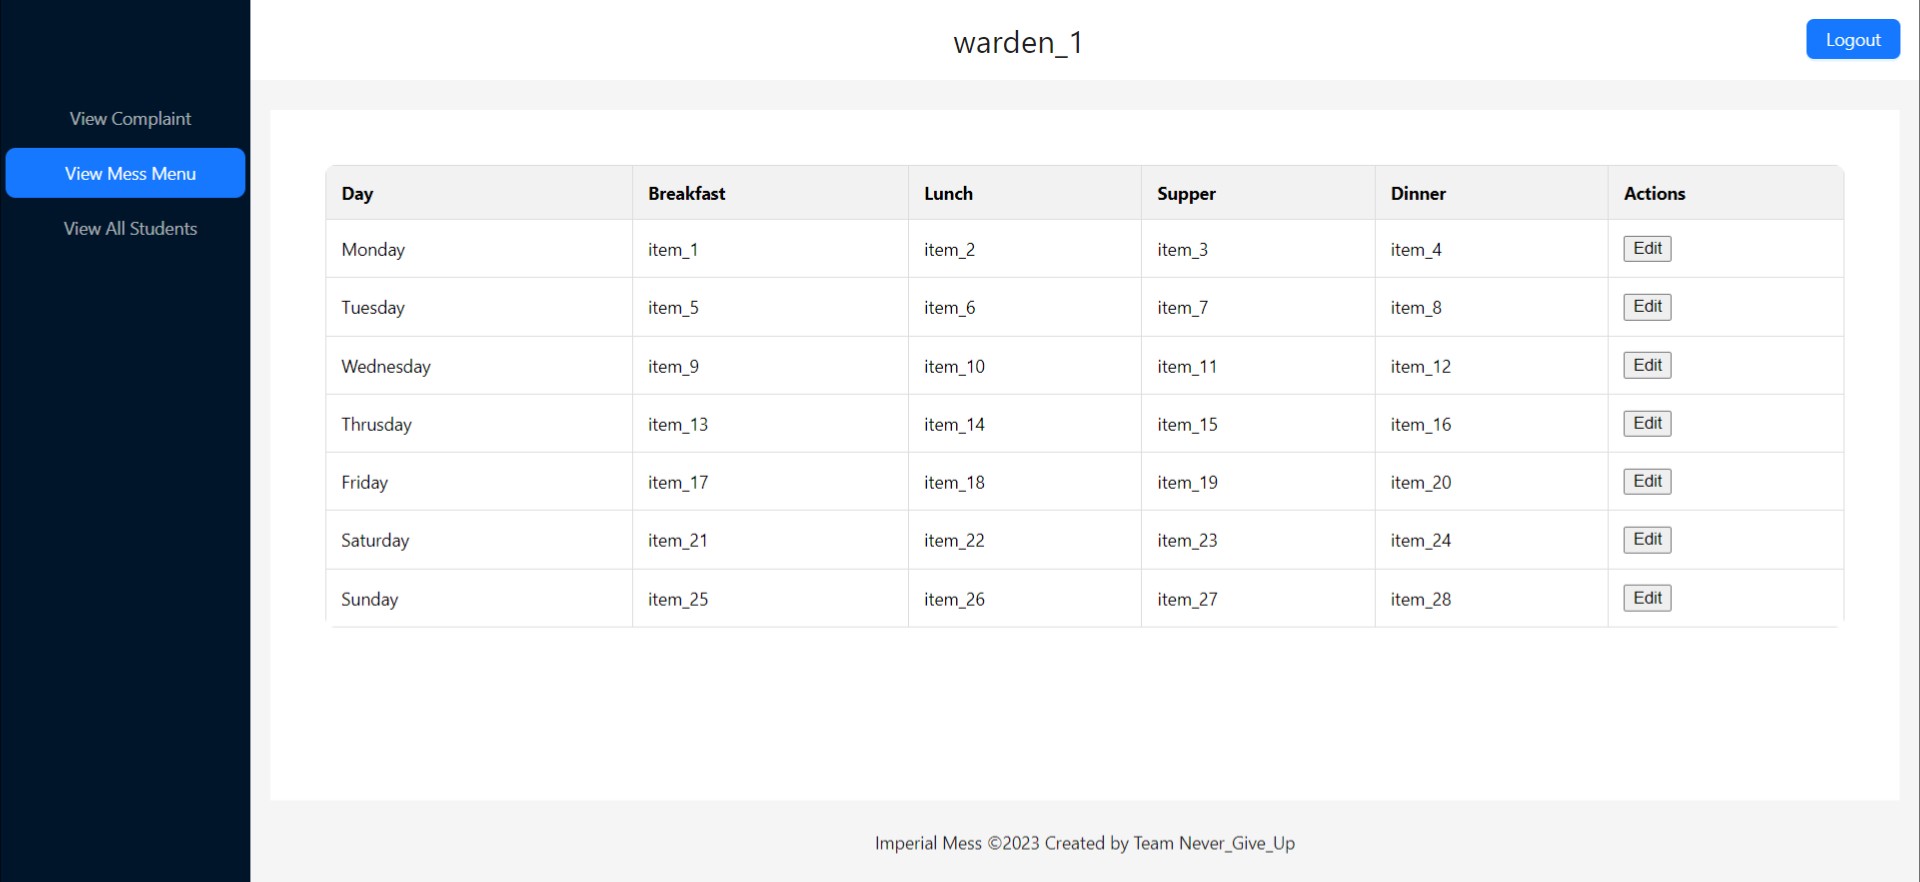 warden_1
Logout
View Complaint
View Mess Menu
View All Students
Day Breakfast Lunch Supper Dinner Actions
Monday item_1 item_2 item_3 item_4 Edit
Tuesday item_5 item_6 item_7 item_8 Edit
Wednesday item_9 item_10 item_11 item_12 Edit
Thrusday item_13 item_14 item_15 item_16 Edit
Friday item_17 item_18 item_19 item_20 Edit
Saturday item_21 item_22 item_23 item_24 Edit
Sunday item_25 item_26 item_27 item_28 Edit
Imperial Mess ©2023 Created by Team Never_Give_Up